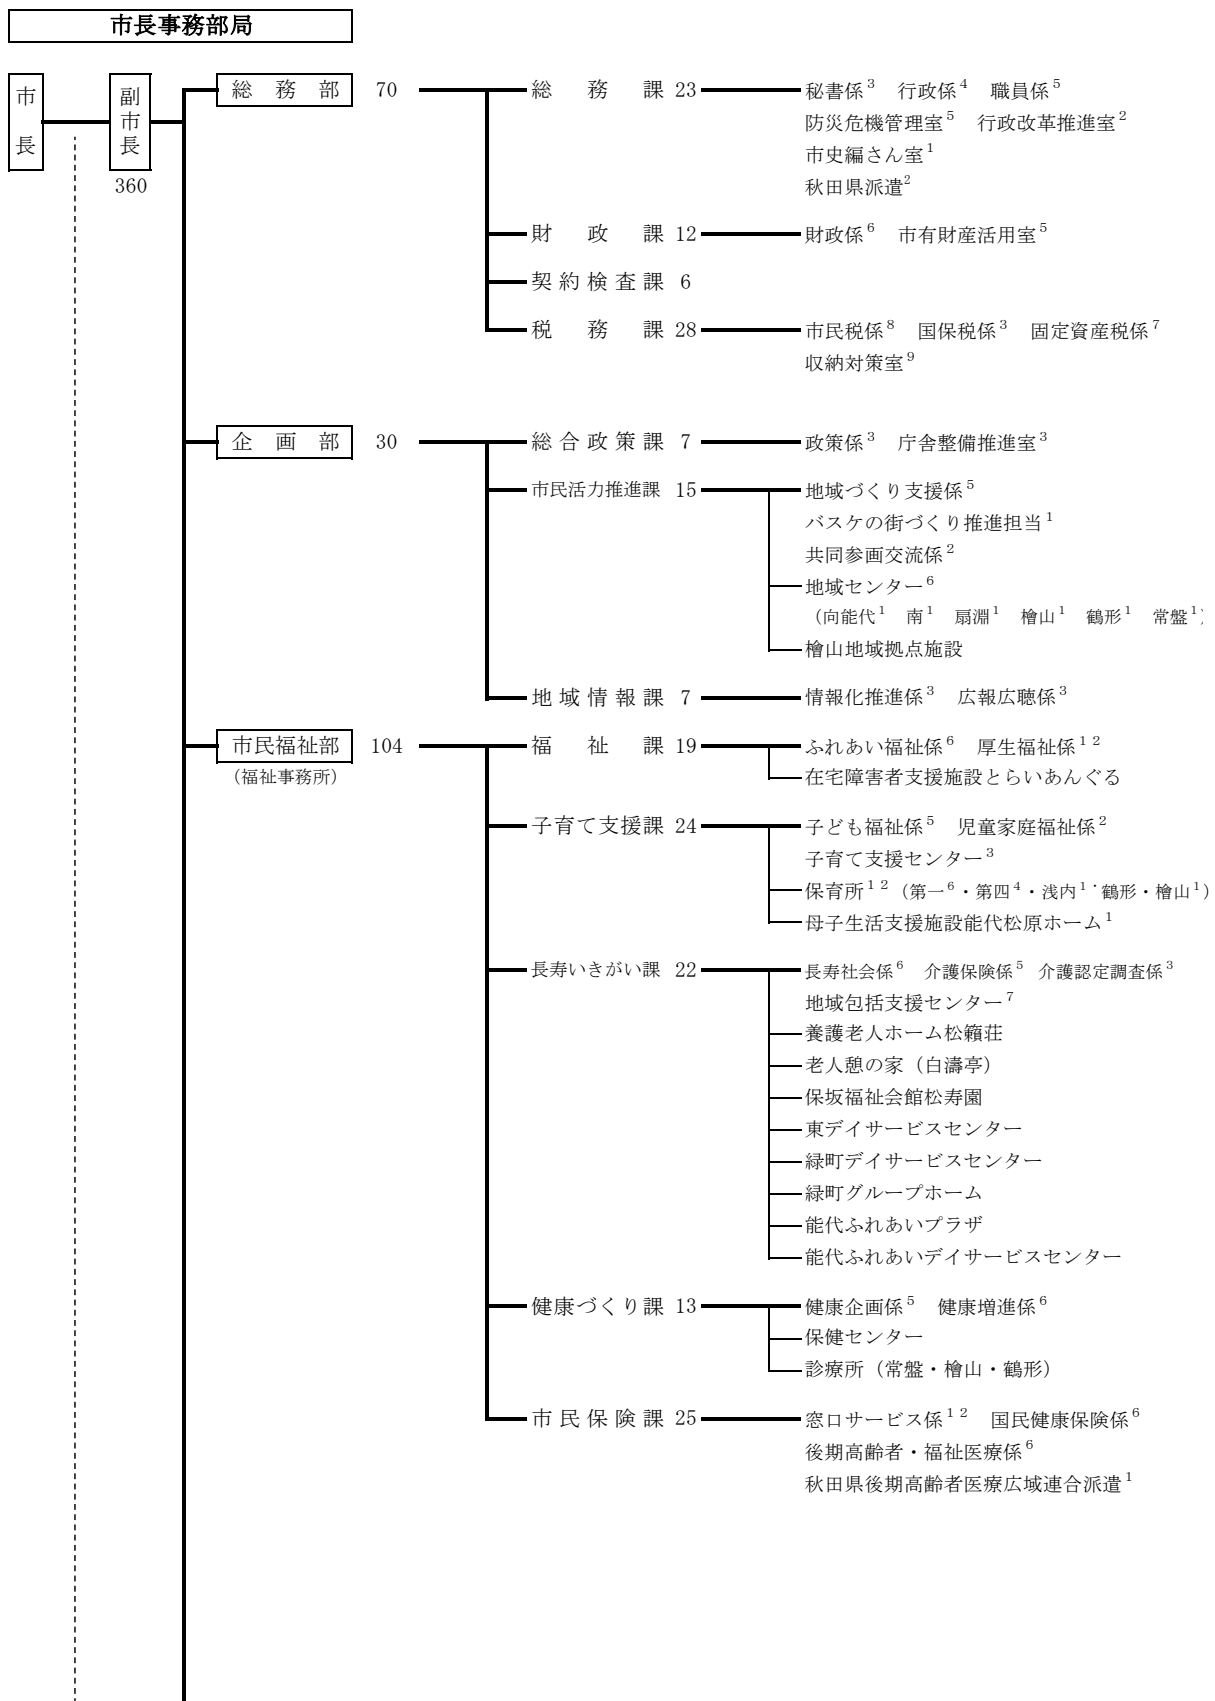 市長事務部局
市長
副市長
360
総務部 70
総務課 23
秘書係3 行政係4 職員係5
防災危機管理室5 行政改革推進室2
市史編さん室1
秋田県派遣2
財政課 12
財政係6 市有財産活用室5
契約検査課 6
税務課 28
市民税係8 国保税係3 固定資産税係7
収納対策室9
企画部 30
総合政策課 7
政策係3 庁舎整備推進室3
市民活力推進課 15
地域づくり支援係5
バスケの街づくり推進担当1
共同参画交流係2
地域センター6
（向能代1 南1 扇淵1 檜山1 鶴形1 常盤1）
檜山地域拠点施設
地域情報課 7
情報化推進係3 広報広聴係3
市民福祉部 104
（福祉事務所）
福祉課 19
ふれあい福祉係6 厚生福祉係12
在宅障害者支援施設とらいあんぐる
子育て支援課 24
子ども福祉係5 児童家庭福祉係2
子育て支援センター3
保育所12（第一6・第四4・浅内1・鶴形・檜山1）
母子生活支援施設能代松原ホーム1
長寿いきがい課 22
長寿社会係6 介護保険係5 介護認定調査係3
地域包括支援センター7
養護老人ホーム松籟荘
老人憩の家（白濤亭）
保坂福祉会館松寿園
東デイサービスセンター
緑町デイサービスセンター
緑町グループホーム
能代ふれあいプラザ
能代ふれあいデイサービスセンター
健康づくり課 13
健康企画係5 健康増進係6
保健センター
診療所（常盤・檜山・鶴形）
市民保険課 25
窓口サービス係12 国民健康保険係6
後期高齢者・福祉医療係6
秋田県後期高齢者医療広域連合派遣1